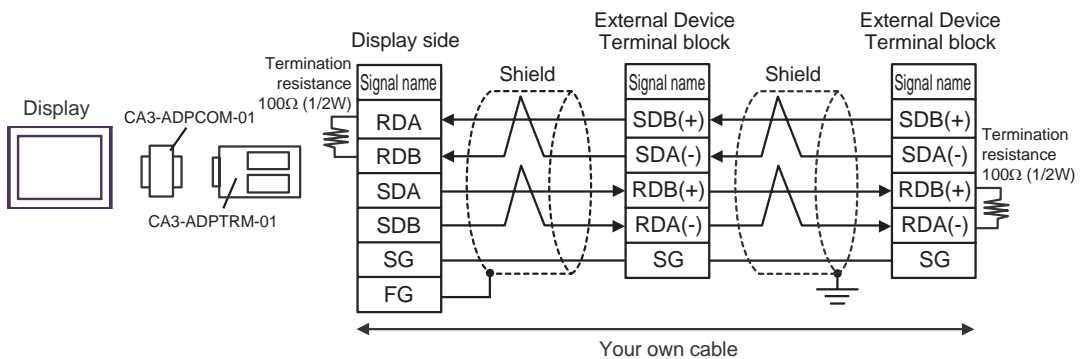 Display
CA3-ADPCOM-01
CA3-ADPTRM-01
Termination
resistance
100Ω (1/2W)
Display side
Signal name
RDA
RDB
SDA
SDB
SG
FG
Shield
External Device
Terminal block
Signal name
SDB(+)
SDA(-)
RDB(+)
RDA(-)
SG
Shield
External Device
Terminal block
Signal name
SDB(+)
SDA(-)
RDB(+)
RDA(-)
SG
Termination
resistance
100Ω (1/2W)
Your own cable